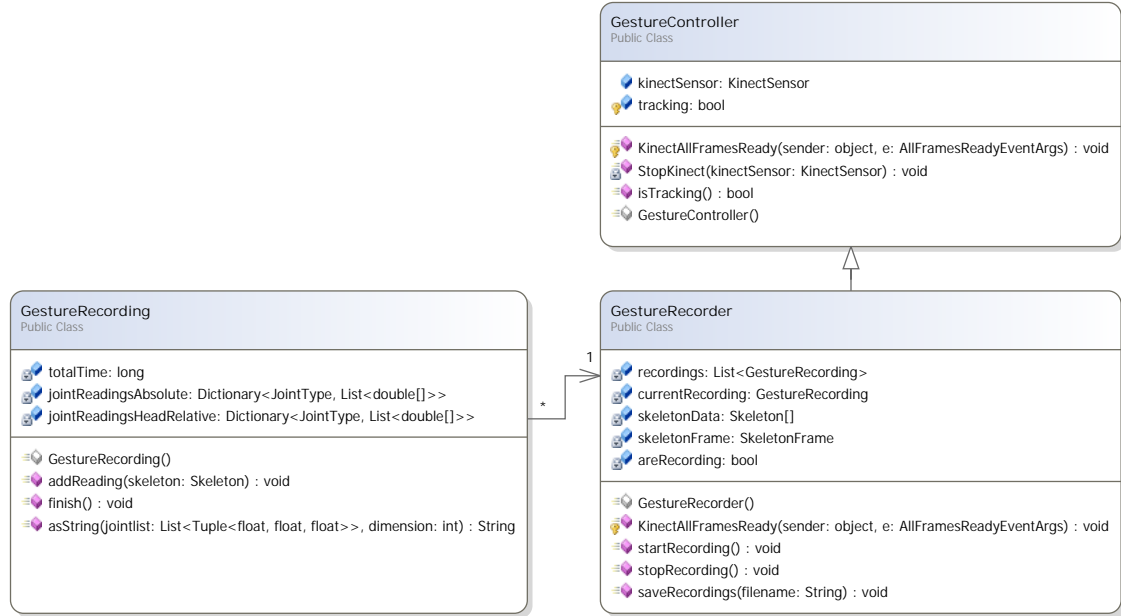 GestureController
Public Class
kinectSensor: KinectSensor
tracking: bool
KinectAllFramesReady(sender: object, e: AllFramesReadyEventArgs) : void
StopKinect(kinectSensor: KinectSensor) : void
isTracking() : bool
GestureController()
GestureRecording
Public Class
totalTime: long
jointReadingsAbsolute: Dictionary<JointType, List<double[]>>
jointReadingsHeadRelative: Dictionary<JointType, List<double[]>>
GestureRecording()
addReading(skeleton: Skeleton) : void
finish() : void
asString(jointlist: List<Tuple<float, float, float>>, dimension: int) : String
1
*
GestureRecorder
Public Class
recordings: List<GestureRecording>
currentRecording: GestureRecording
skeletonData: Skeleton[]
skeletonFrame: SkeletonFrame
areRecording: bool
GestureRecorder()
KinectAllFramesReady(sender: object, e: AllFramesReadyEventArgs) : void
startRecording() : void
stopRecording() : void
saveRecordings(filename: String) : void